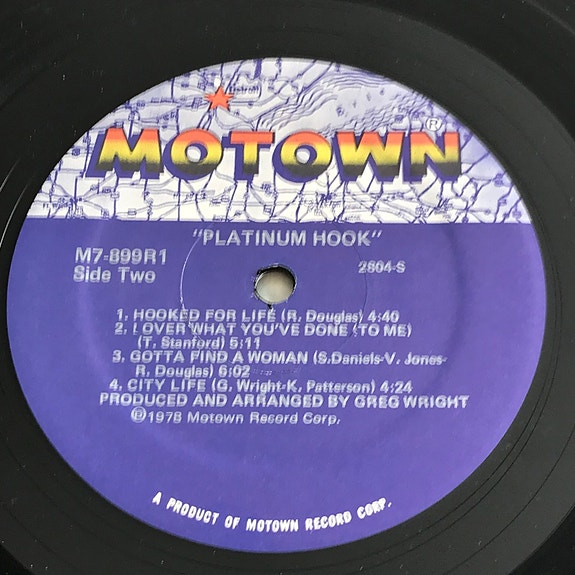 Detroit
MOTOWN®
"PLATINUM HOOK"
M7-899R1
Side Two
2804-S
1. HOOKED FOR LIFE (R. Douglas) 4:40
2. I LOVER WHAT YOU'VE DONE (TO ME)
(T. Stanford) 5:11
3. GOTTA FIND A WOMAN (S.Daniels-V. Jones-
R. Douglas) 6:02
4. CITY LIFE (G. Wright-K. Patterson) 4:24
PRODUCED AND ARRANGED BY GREG WRIGHT
℗1978 Motown Record Corp.
A PRODUCT OF MOTOWN RECORD CORP.